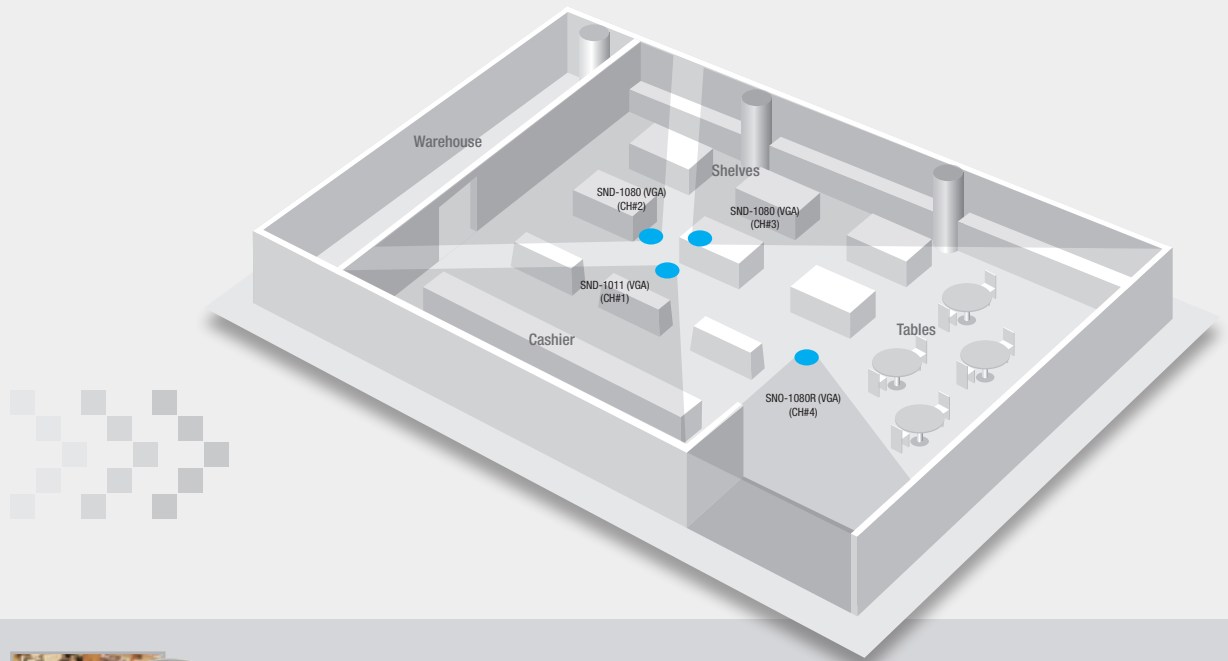 Warehouse
Shelves
SND-1080 (VGA)
(CH#2)
SND-1080 (VGA)
(CH#3)
SND-1011 (VGA)
(CH#1)
Cashier
Tables
SNO-1080R (VGA)
(CH#4)